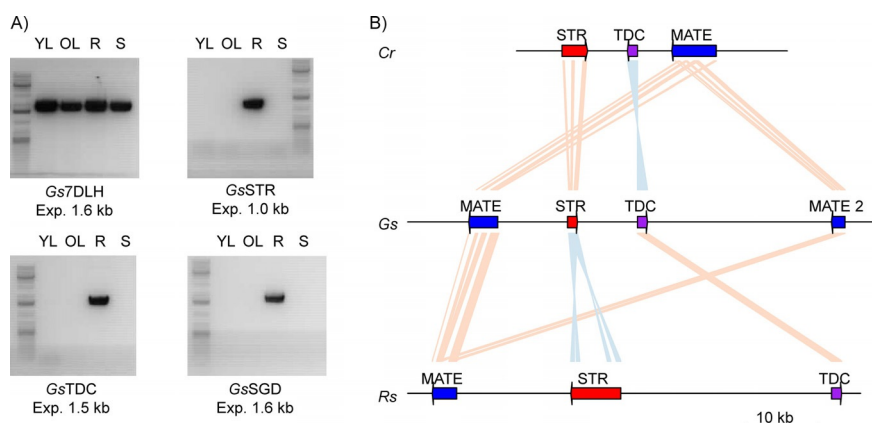 A)
YL OL R S
YL OL R S
Gs7DLH
Exp. 1.6 kb
GsSTR
Exp. 1.0 kb
YL OL R S
YL OL R S
GsTDC
Exp. 1.5 kb
GsSGD
Exp. 1.6 kb
B)
STR TDC MATE
Cr
MATE STR TDC MATE 2
Gs
MATE STR TDC
Rs
10 kb